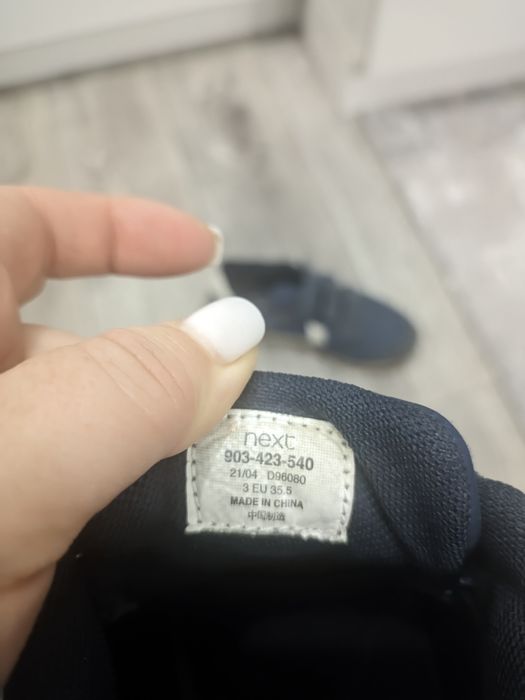 next
903-423-540
21/04 D96080
3 EU 35.5
MADE IN CHINA
中国制造